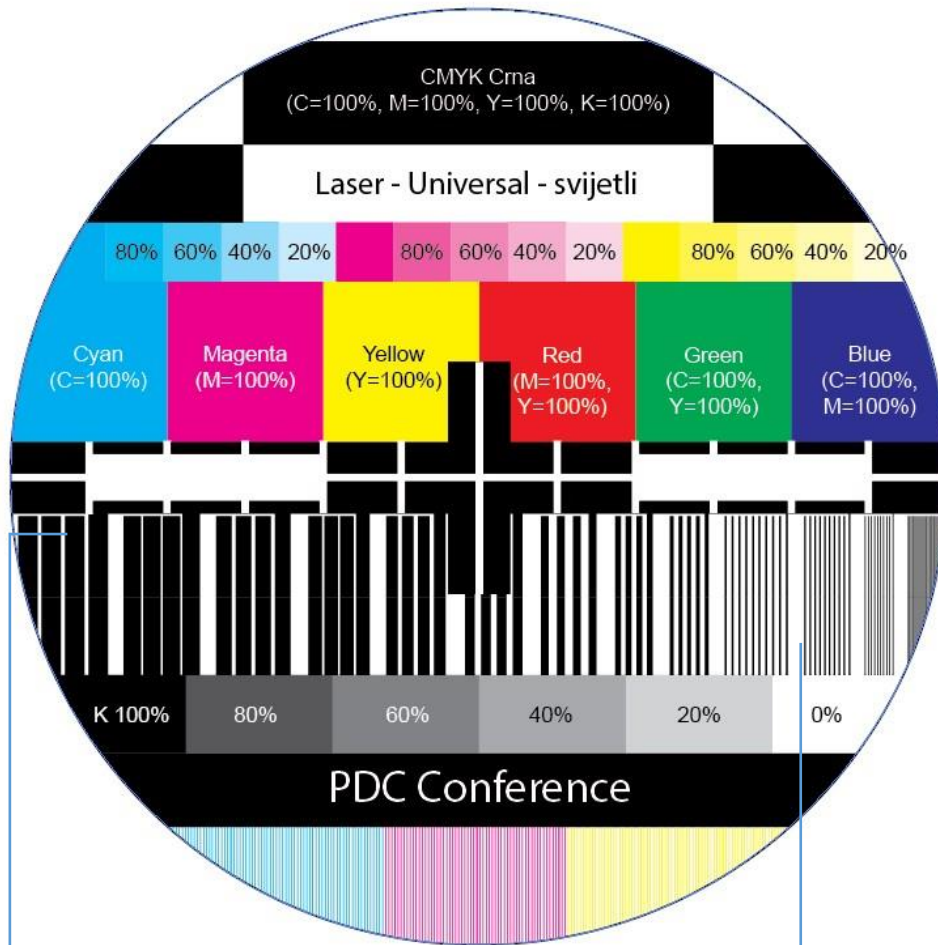 CMYK Crna
(C=100%, M=100%, Y=100%, K=100%)
Laser - Universal - svijetli
80% 60% 40% 20% 80% 60% 40% 20% 80% 60% 40% 20%
Cyan
(C=100%)
Magenta
(M=100%)
Yellow
(Y=100%)
Red
(M=100%,
Y=100%)
Green
(C=100%,
Y=100%)
Blue
(C=100%,
M=100%)
K 100% 80% 60% 40% 20% 0%
PDC Conference